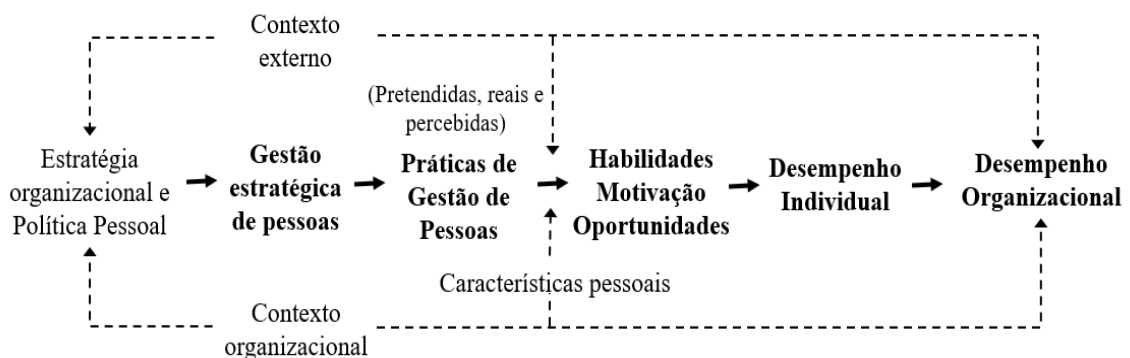 Contexto
externo
(Pretendidas, reais e
percebidas)
Estratégia
organizacional e
Política Pessoal
Gestão
estratégica
de pessoas
Práticas de
Gestão de
Pessoas
Habilidades
Motivação
Oportunidades
Desempenho
Individual
Desempenho
Organizacional
Características pessoais
Contexto
organizacional